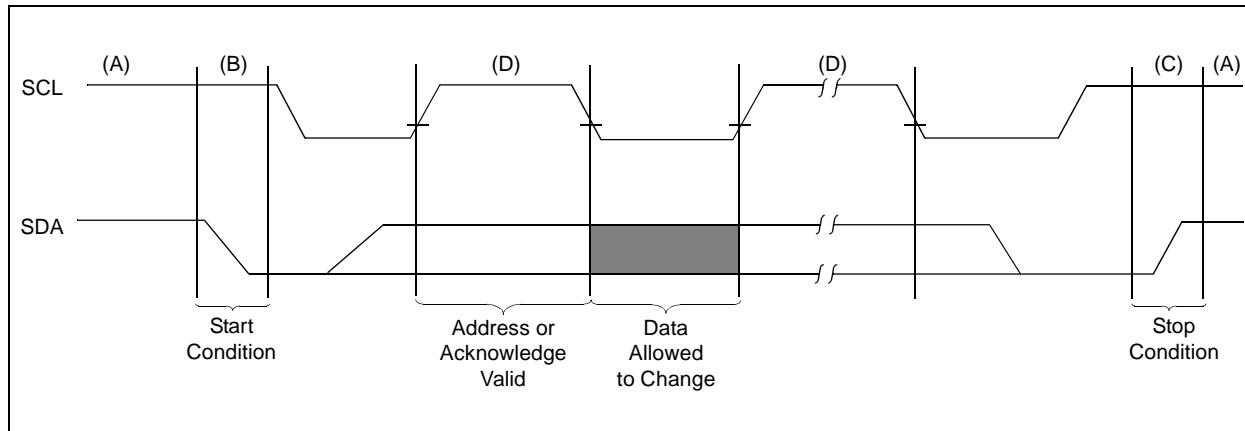 (A) (B) (D) (D) (C) (A)
SCL
SDA
Start
Condition
Address or
Acknowledge
Valid
Data
Allowed
to Change
Stop
Condition